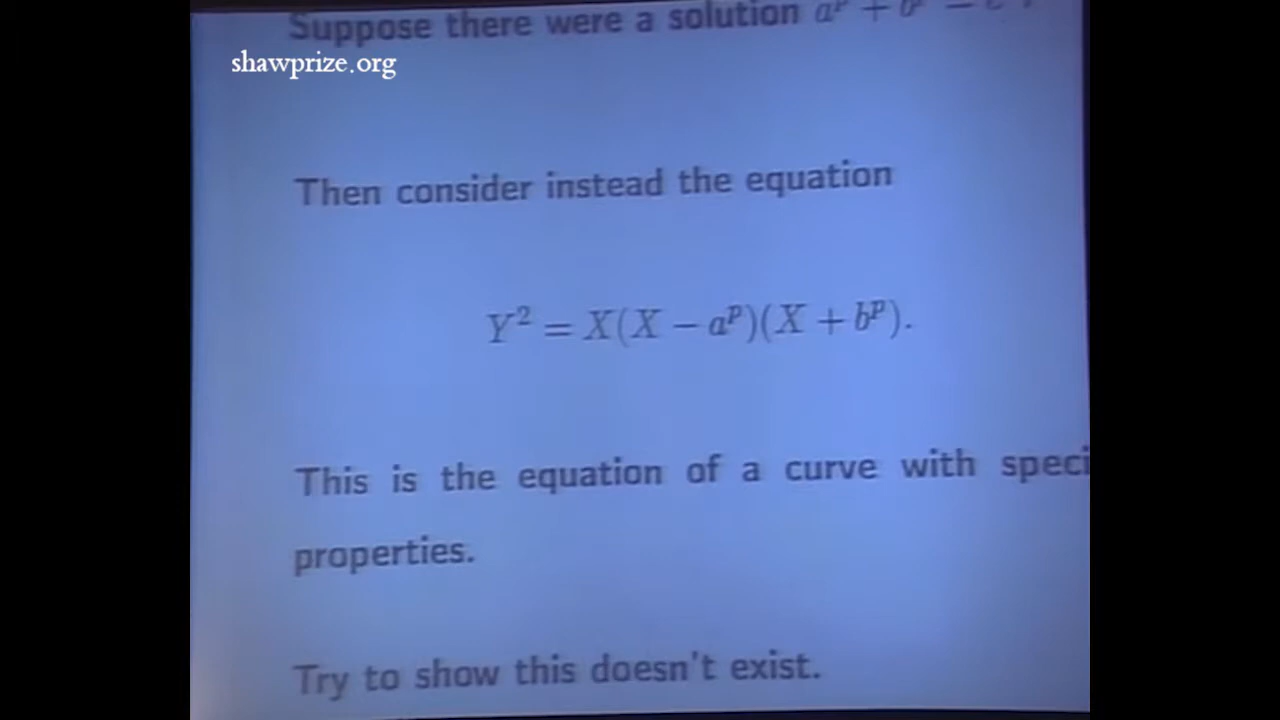 Suppose there were a solution
shawprize.org
Then consider instead the equation
Y² = X(X − aᵖ)(X + bᵖ).
This is the equation of a curve with speci
properties.
Try to show this doesn't exist.